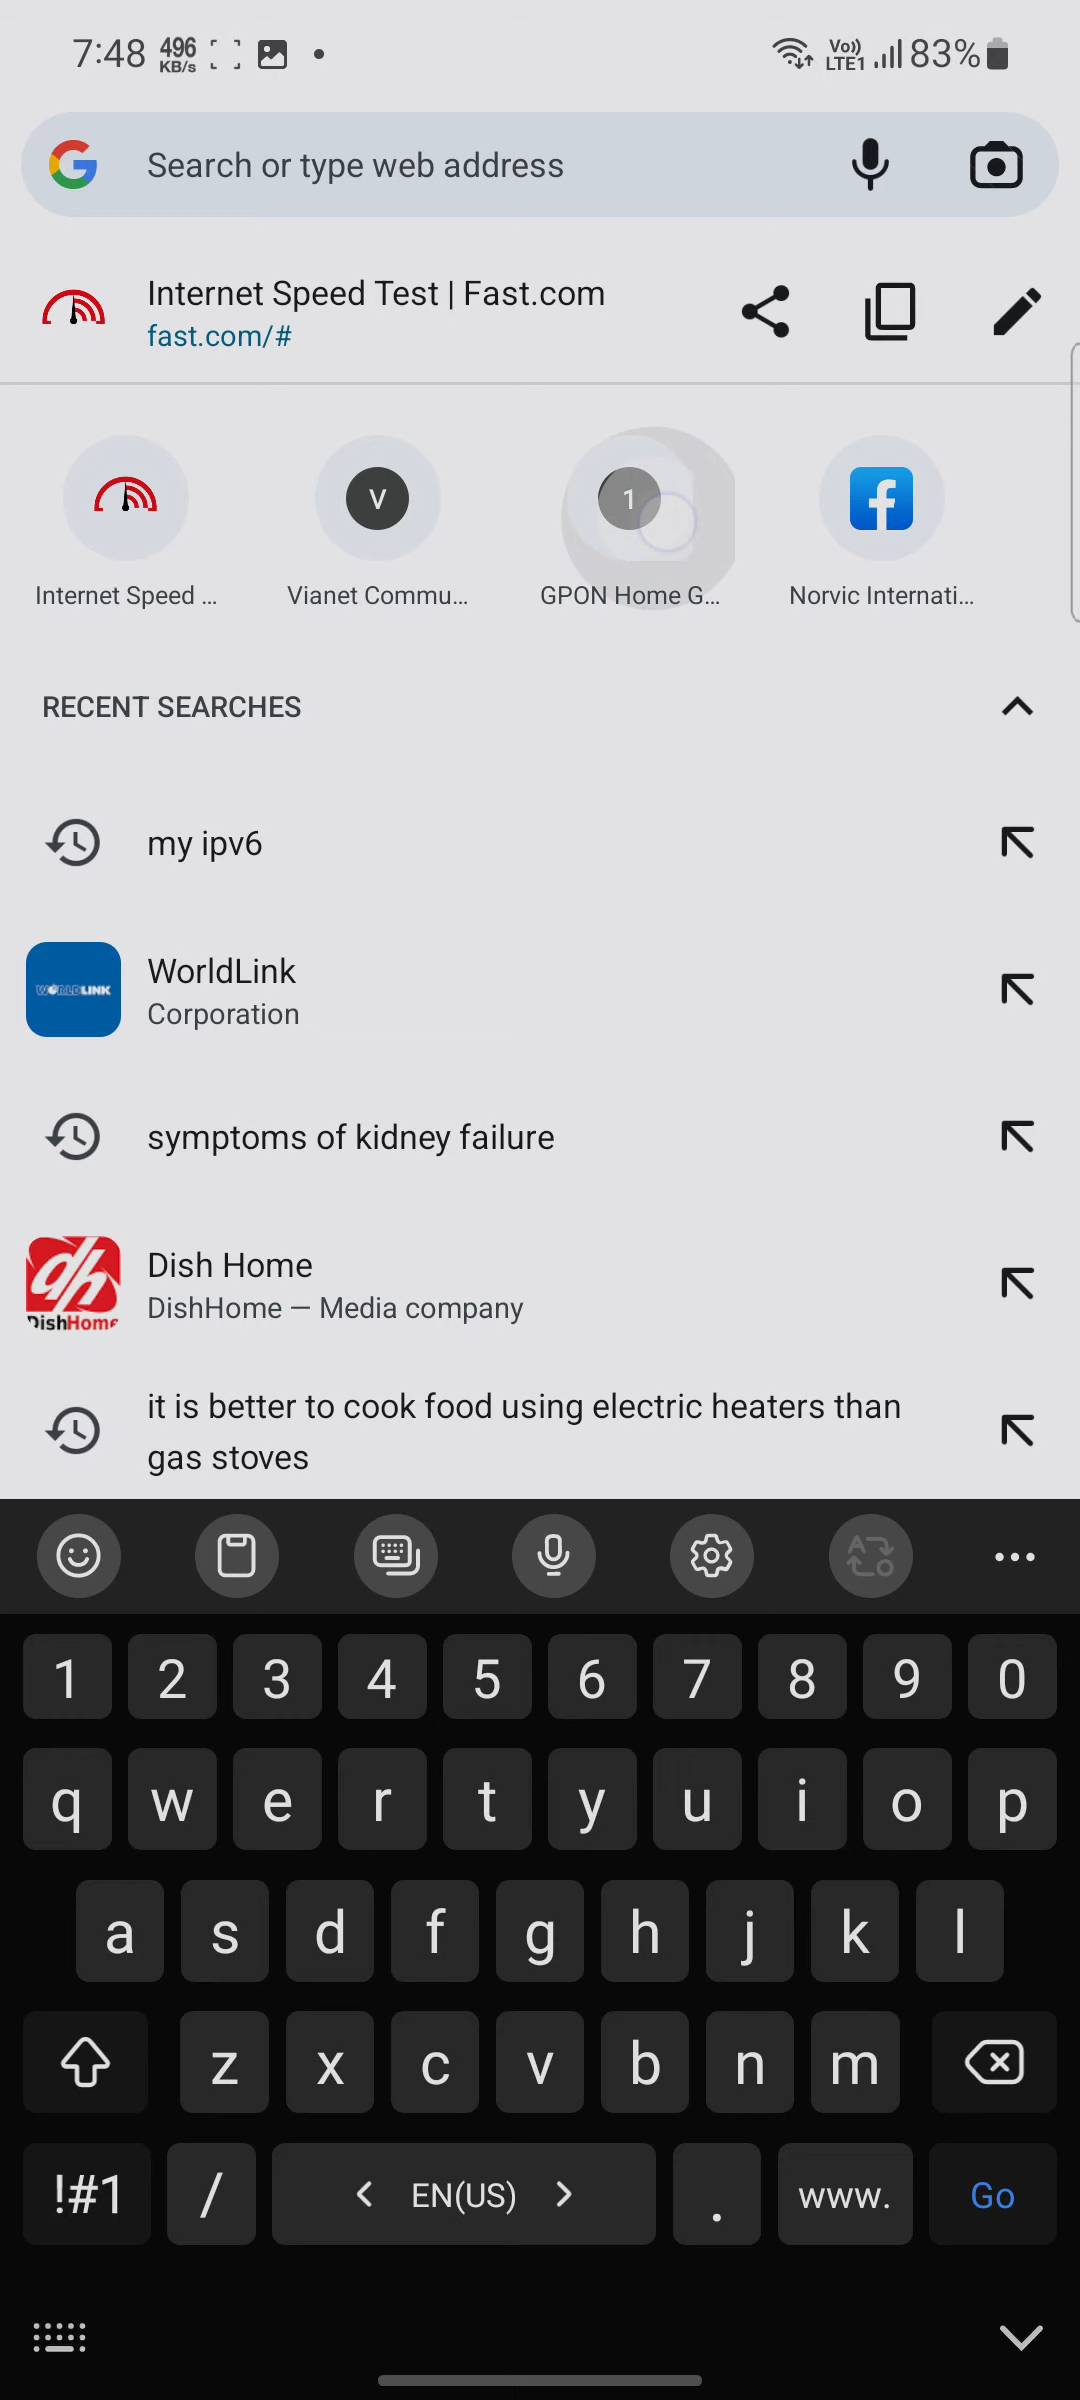 7:48 496 KB/s Vo)) LTE1 83%
Search or type web address
Internet Speed Test | Fast.com
fast.com/#
V 1
Internet Speed ... Vianet Commu... GPON Home G... Norvic Internati...
RECENT SEARCHES
my ipv6
WorldLink
WORLDLINK
Corporation
symptoms of kidney failure
Dish Home
dh
DishHome — Media company
DishHome
it is better to cook food using electric heaters than
gas stoves
1 2 3 4 5 6 7 8 9 0
q w e r t y u i o p
a s d f g h j k l
z x c v b n m
!#1 / < EN(US) > . www. Go